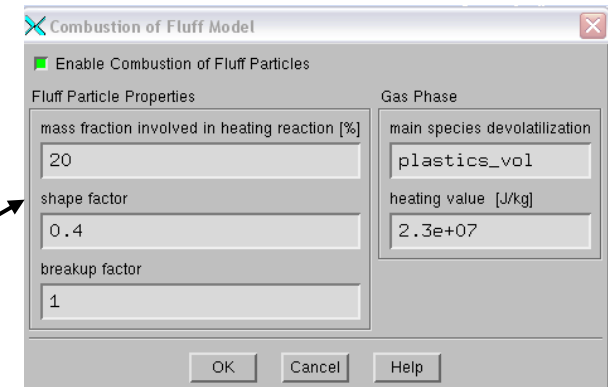 Combustion of Fluff Model
Enable Combustion of Fluff Particles
Fluff Particle Properties
mass fraction involved in heating reaction [%]
20
shape factor
0.4
breakup factor
1
Gas Phase
main species devolatilization
plastics_vol
heating value [J/kg]
2.3e+07
OK Cancel Help